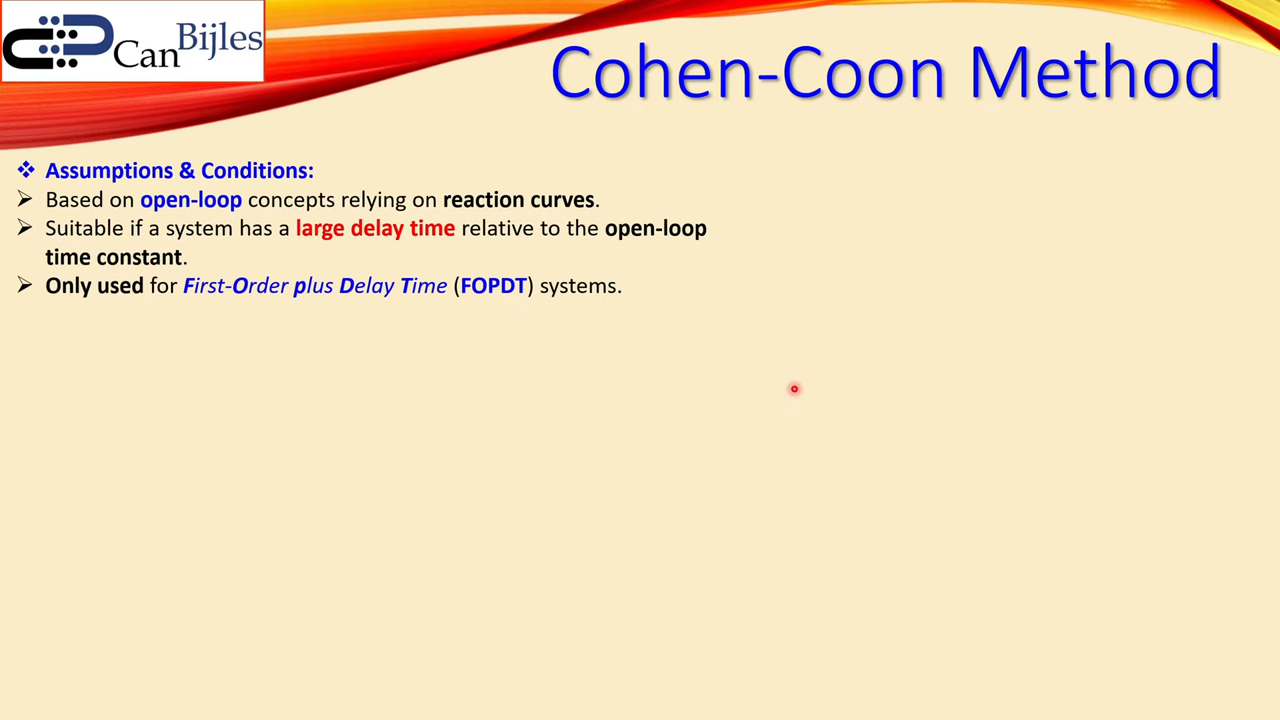 Can Bijles
Cohen-Coon Method
❖ Assumptions & Conditions:
➢ Based on open-loop concepts relying on reaction curves.
➢ Suitable if a system has a large delay time relative to the open-loop
time constant.
➢ Only used for First-Order plus Delay Time (FOPDT) systems.